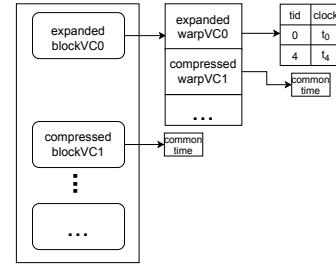 expanded
blockVC0
compressed
blockVC1
...
expanded
warpVC0
compressed
warpVC1
...
common
time
tid clock
0 t₀
4 t₄
common
time